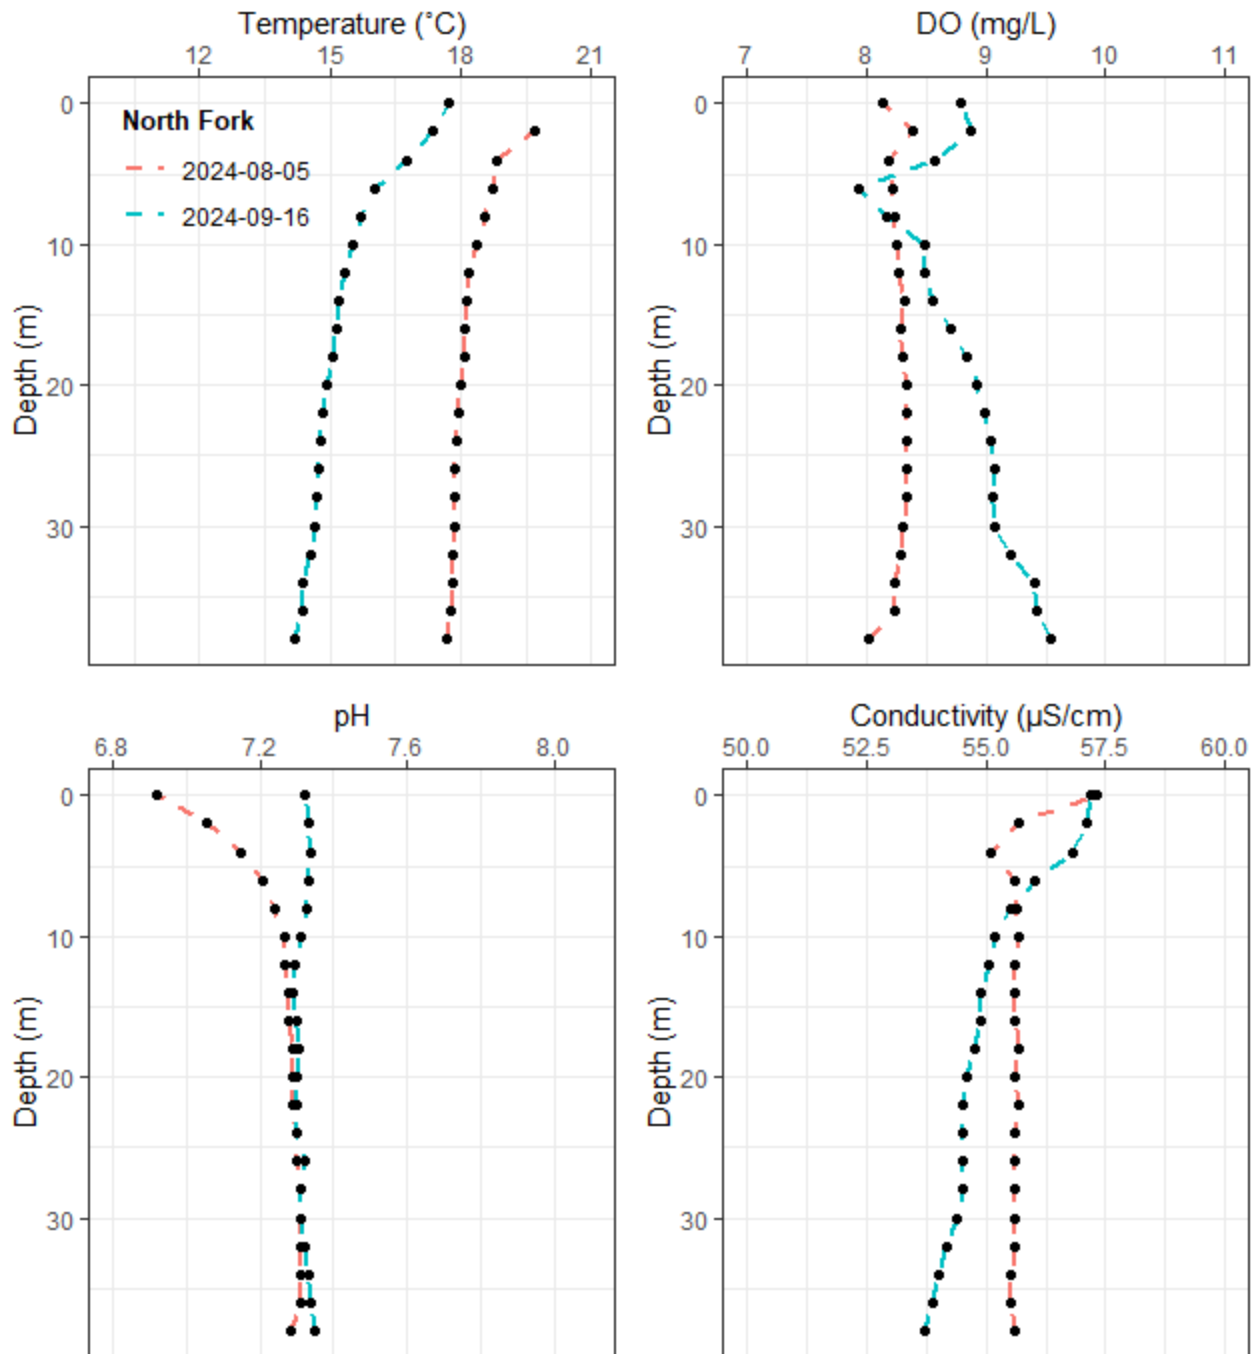 Temperature (°C)
12 15 18 21
0
10
20
30
Depth (m)
North Fork
2024-08-05
2024-09-16
DO (mg/L)
7 8 9 10 11
0
10
20
30
Depth (m)
pH
6.8 7.2 7.6 8.0
0
10
20
30
Depth (m)
Conductivity (µS/cm)
50.0 52.5 55.0 57.5 60.0
0
10
20
30
Depth (m)